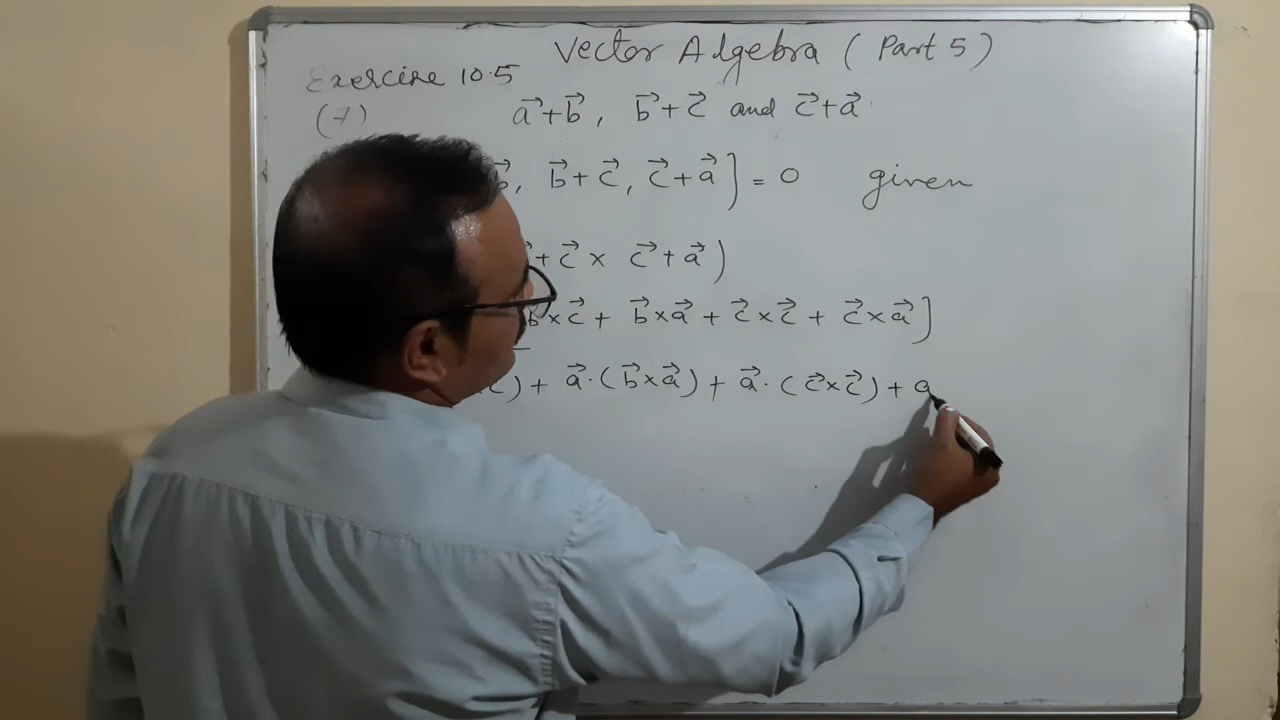 Vector Algebra (Part 5)
Exercise 10.5
(7) a⃗+b⃗, b⃗+c⃗ and c⃗+a⃗
b⃗, b⃗+c⃗, c⃗+a⃗] = 0 given
+c⃗ × c⃗+a⃗)
b⃗×c⃗ + b⃗×a⃗ + c⃗×c⃗ + c⃗×a⃗]
×c⃗) + a⃗·(b⃗×a⃗) + a⃗·(c⃗×c⃗) + a